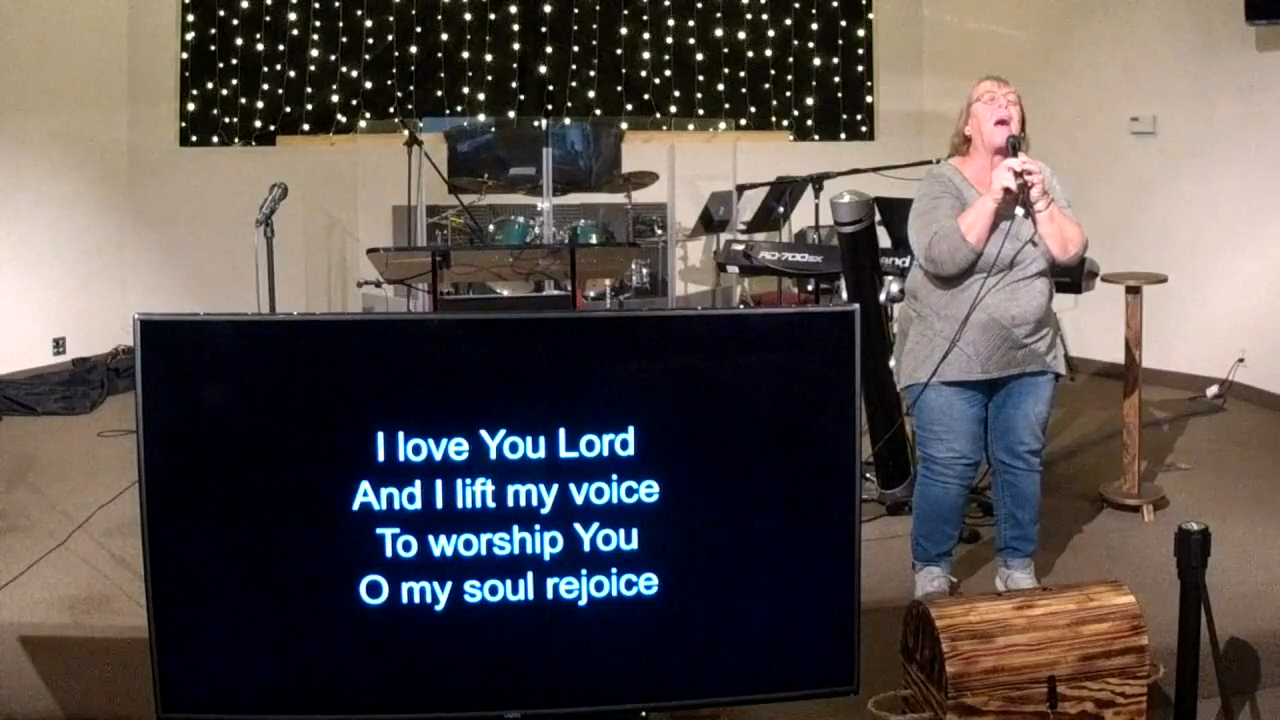 RD-700SX
I love You Lord
And I lift my voice
To worship You
O my soul rejoice